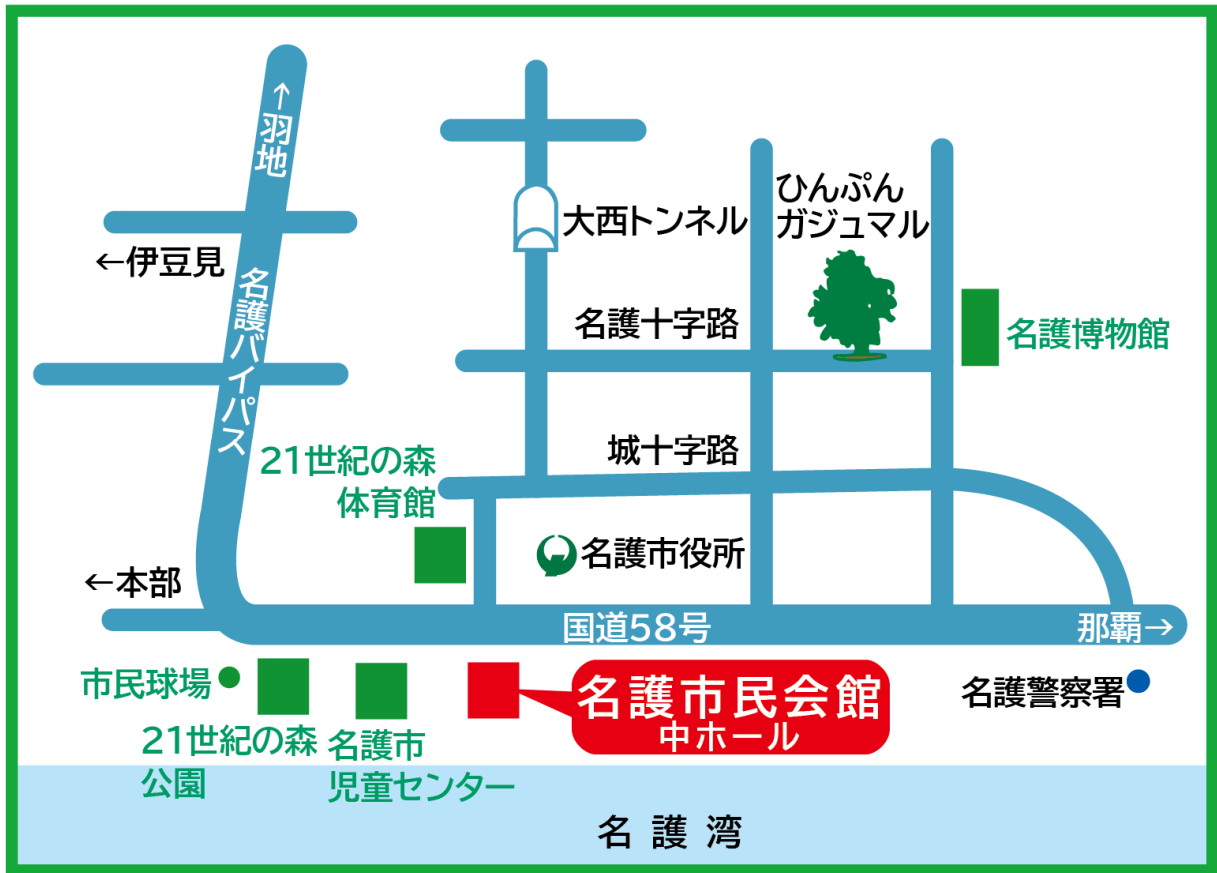 ↑羽地
ひんぷん
ガジュマル
大西トンネル
←伊豆見
名護バイパス
名護十字路
名護博物館
城十字路
21世紀の森
体育館
名護市役所
←本部
国道58号
那覇→
市民球場
名護市民会館
中ホール
名護警察署
21世紀の森
公園
名護市
児童センター
名護湾